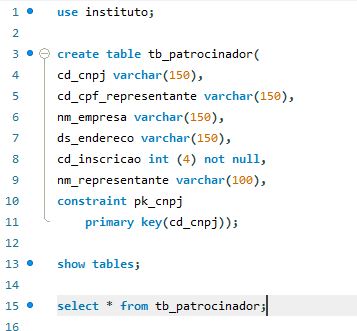 1 use instituto;
2
3 create table tb_patrocinador(
4 cd_cnpj varchar(150),
5 cd_cpf_representante varchar(150),
6 nm_empresa varchar(150),
7 ds_endereco varchar(150),
8 cd_inscricao int (4) not null,
9 nm_representante varchar(100),
10 constraint pk_cnpj
11 primary key(cd_cnpj));
12
13 show tables;
14
15 select * from tb_patrocinador;
16